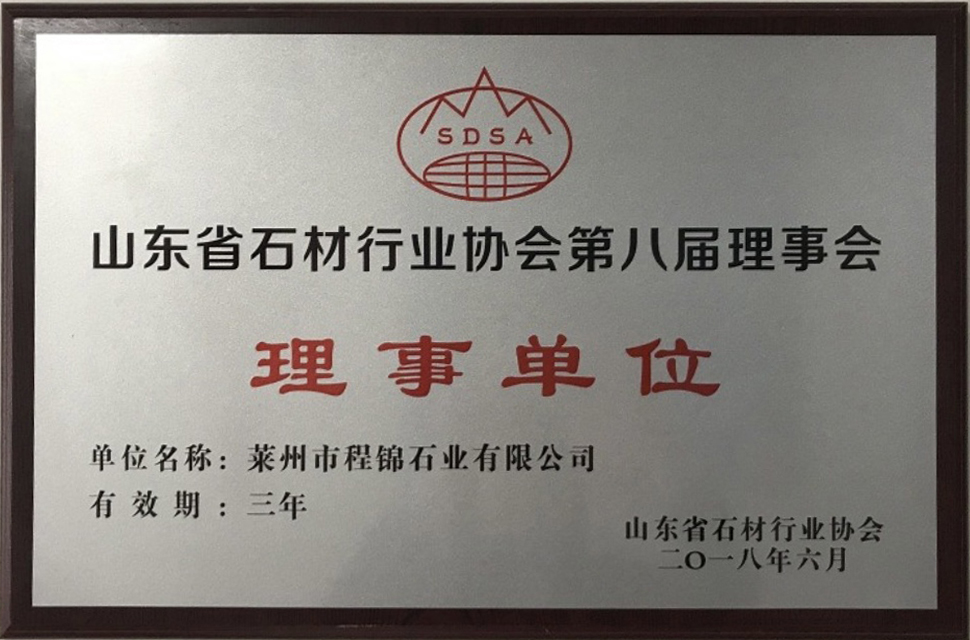 SDSA
山东省石材行业协会第八届理事会
理事单位
单位名称：莱州市程锦石业有限公司
有效期：三年
山东省石材行业协会
二〇一八年六月